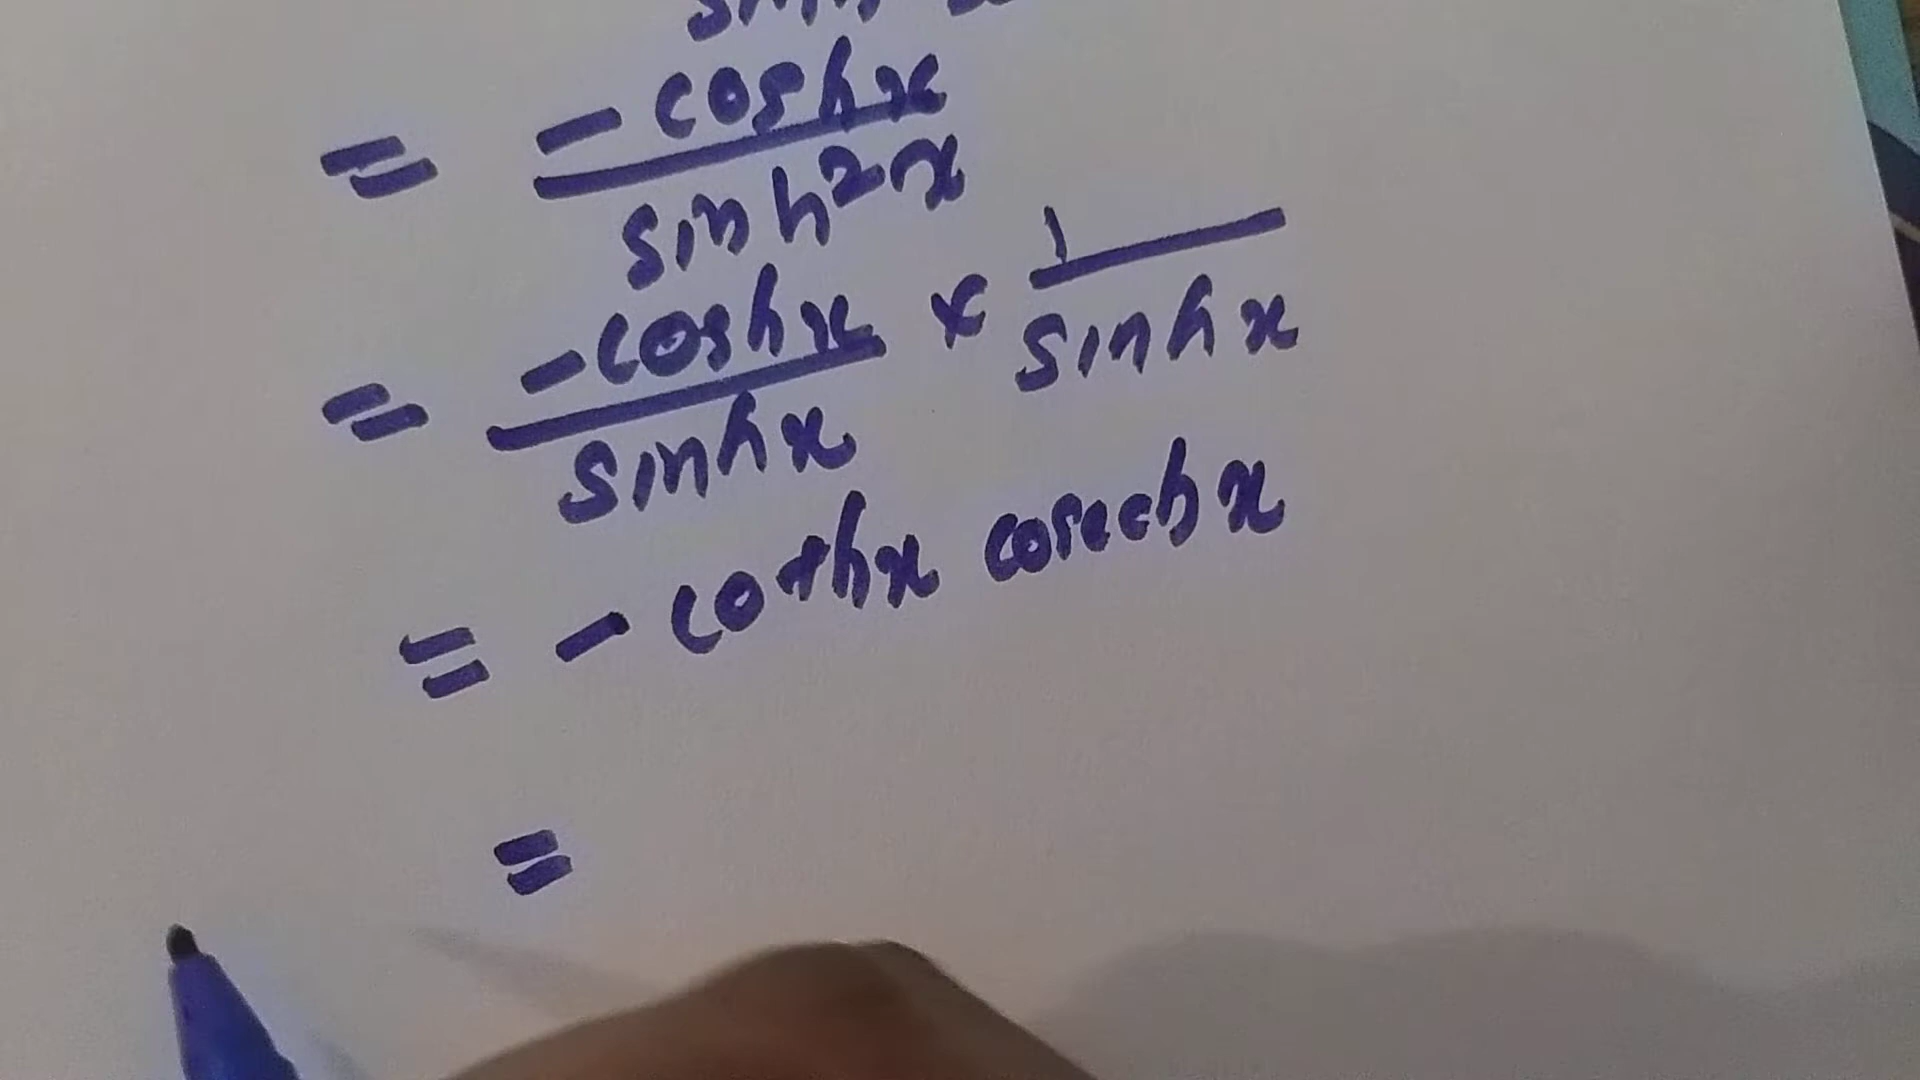 = -coshx / sinh²x
= -coshx / sinhx × 1 / sinhx
= - cothx cosechx
=